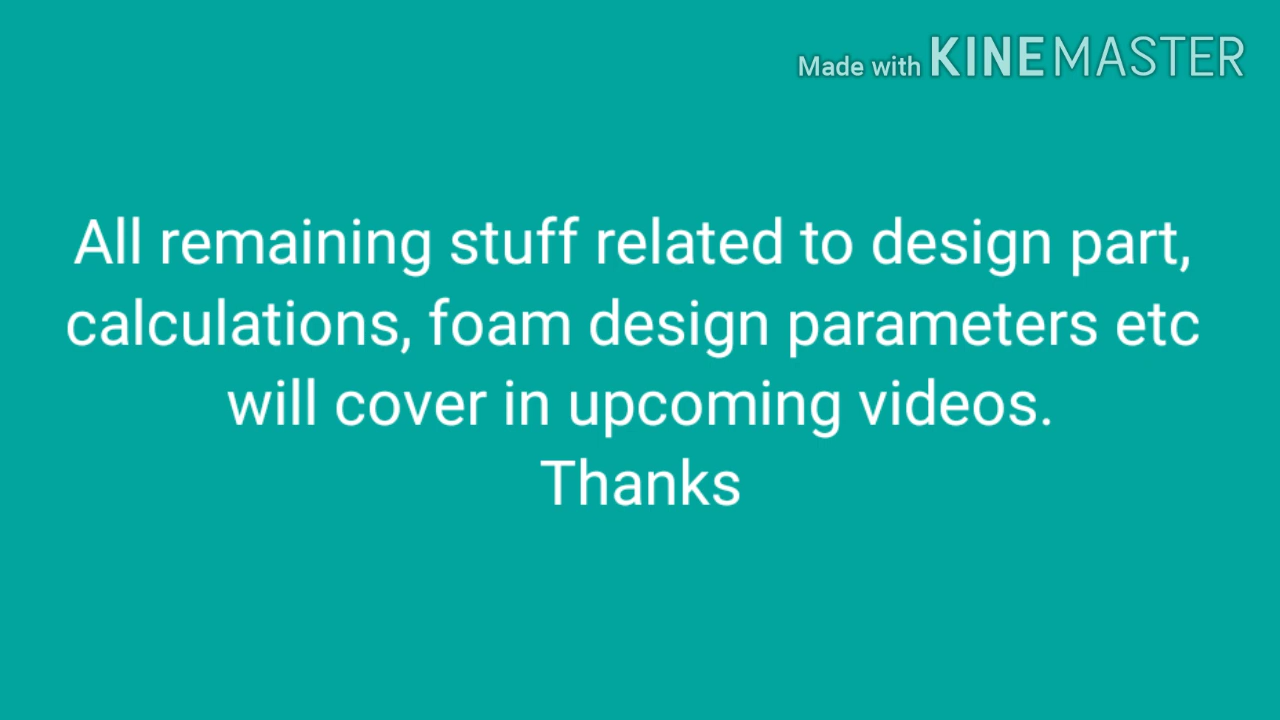 Made with KINEMASTER
All remaining stuff related to design part,
calculations, foam design parameters etc
will cover in upcoming videos.
Thanks